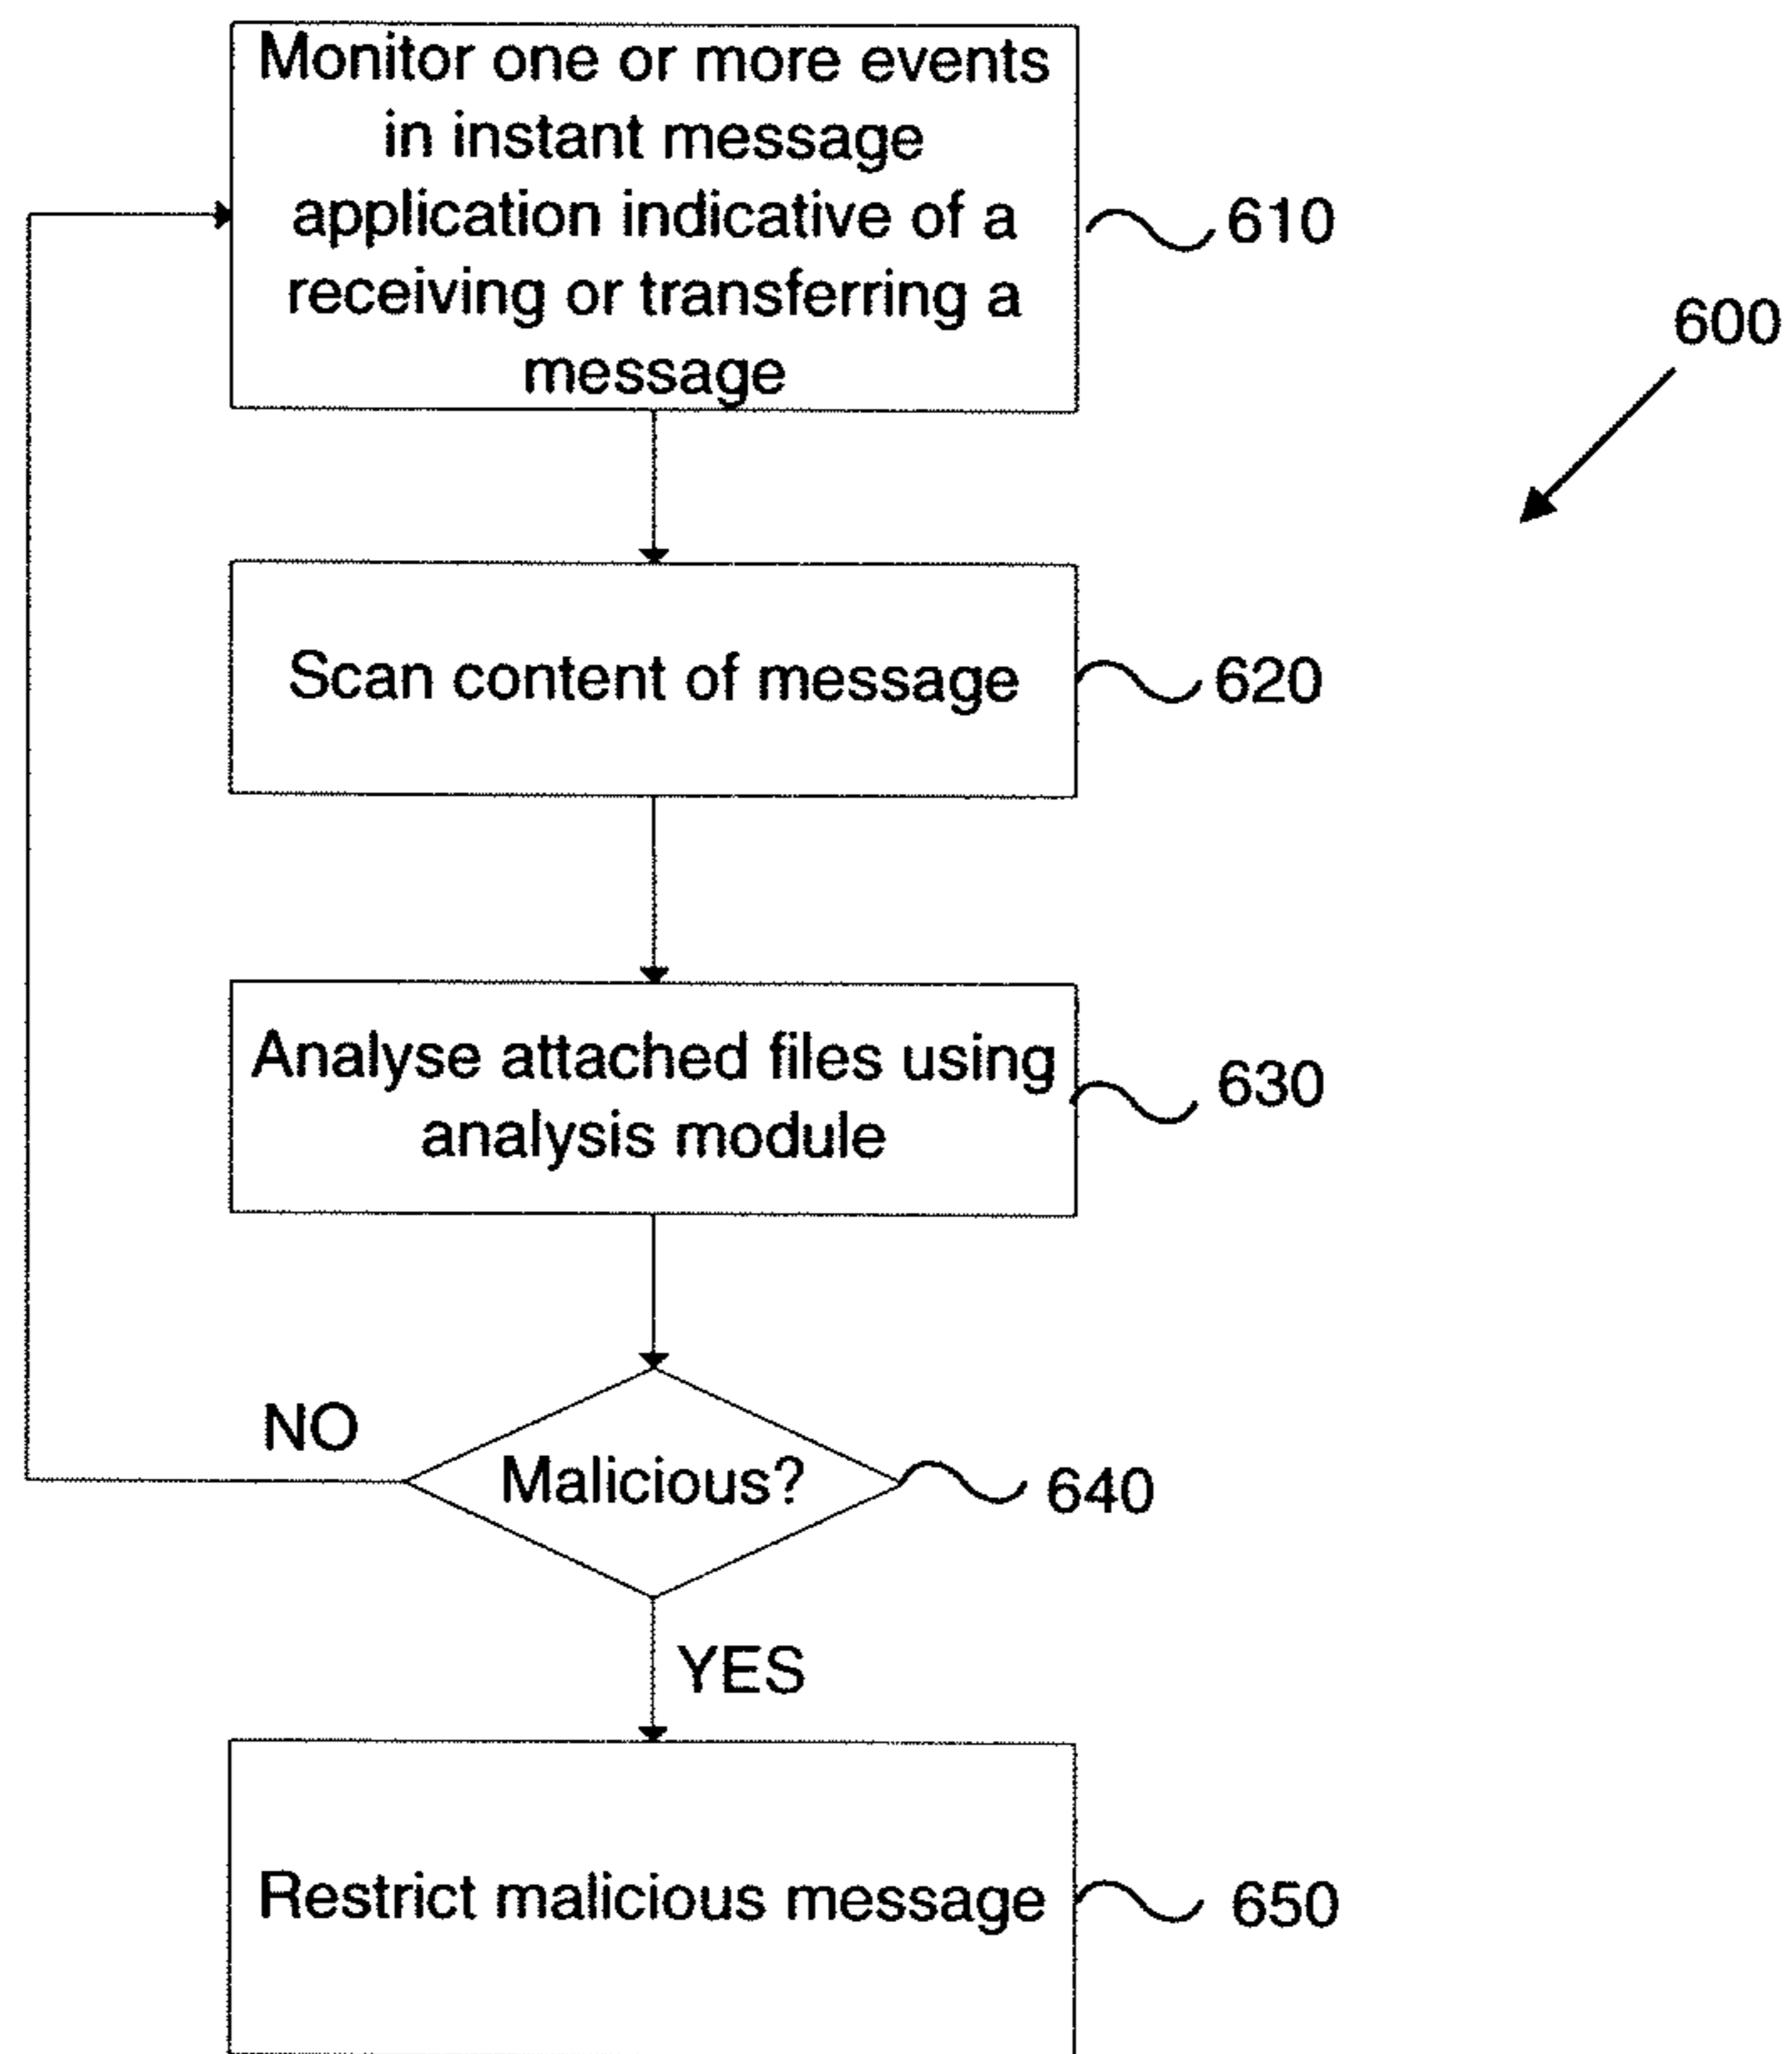 Monitor one or more events
in instant message
application indicative of a
receiving or transferring a
message
610
600
Scan content of message
620
Analyse attached files using
analysis module
630
NO
Malicious?
640
YES
Restrict malicious message
650